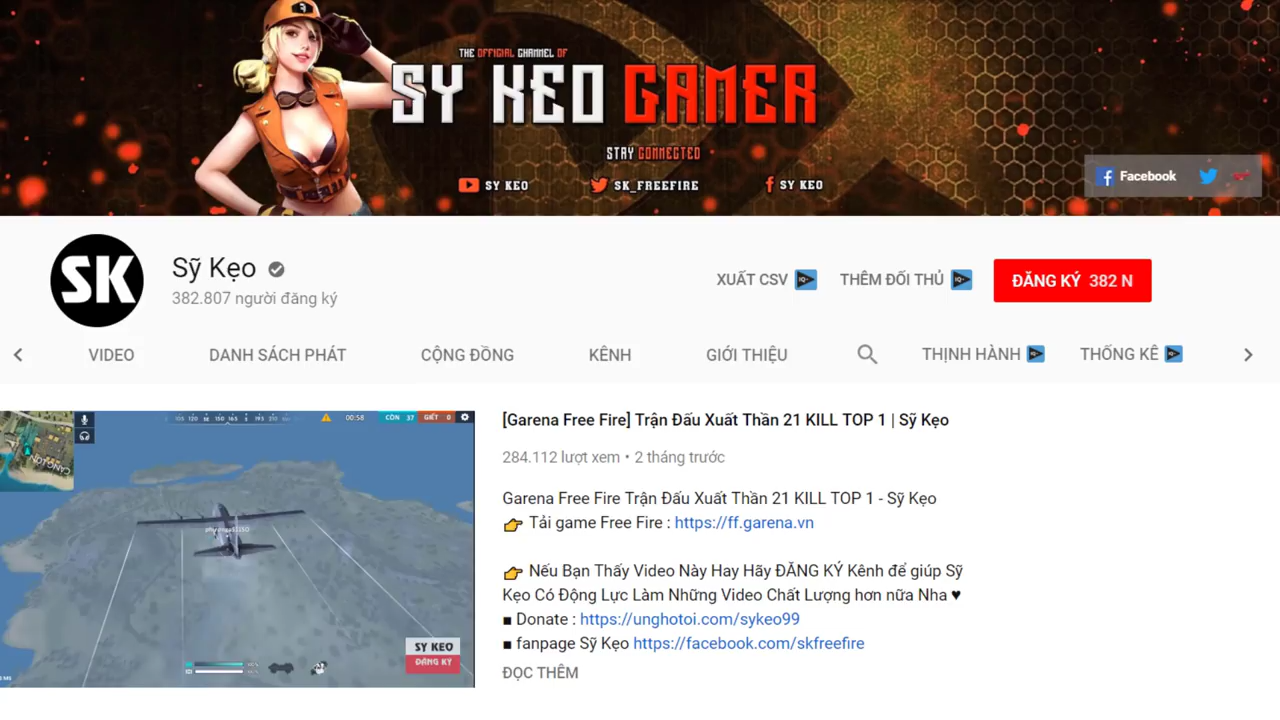 THE OFFICIAL CHANNEL OF
SY KEO GAMER
STAY CONNECTED
SY KEO
SK_FREEFIRE
SY KEO
Facebook
SK
Sỹ Kẹo
382.807 người đăng ký
XUẤT CSV
THÊM ĐỐI THỦ
ĐĂNG KÝ 382 N
VIDEO
DANH SÁCH PHÁT
CỘNG ĐỒNG
KÊNH
GIỚI THIỆU
THỊNH HÀNH
THỐNG KÊ
00:58
CÒN 37
GIẾT 0
SY KEO
ĐĂNG KÝ
[Garena Free Fire] Trận Đấu Xuất Thần 21 KILL TOP 1 | Sỹ Kẹo
284.112 lượt xem • 2 tháng trước
Garena Free Fire Trận Đấu Xuất Thần 21 KILL TOP 1 - Sỹ Kẹo
👉 Tải game Free Fire : https://ff.garena.vn
👉 Nếu Bạn Thấy Video Này Hay Hãy ĐĂNG KÝ Kênh để giúp Sỹ
Kẹo Có Động Lực Làm Những Video Chất Lượng hơn nữa Nha ♥
■ Donate : https://unghotoi.com/sykeo99
■ fanpage Sỹ Kẹo https://facebook.com/skfreefire
ĐỌC THÊM